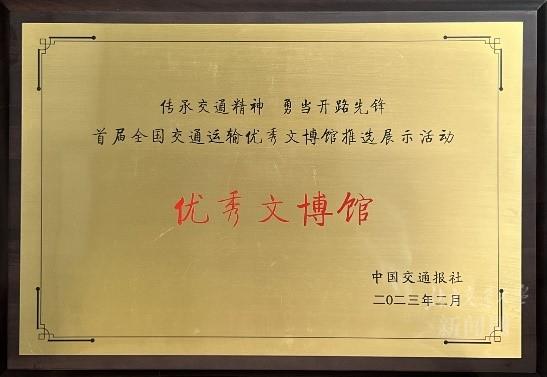 传承交通精神 勇当开路先锋
首届全国交通运输优秀文博馆推选展示活动
优秀文博馆
中国交通报社
二〇二三年二月